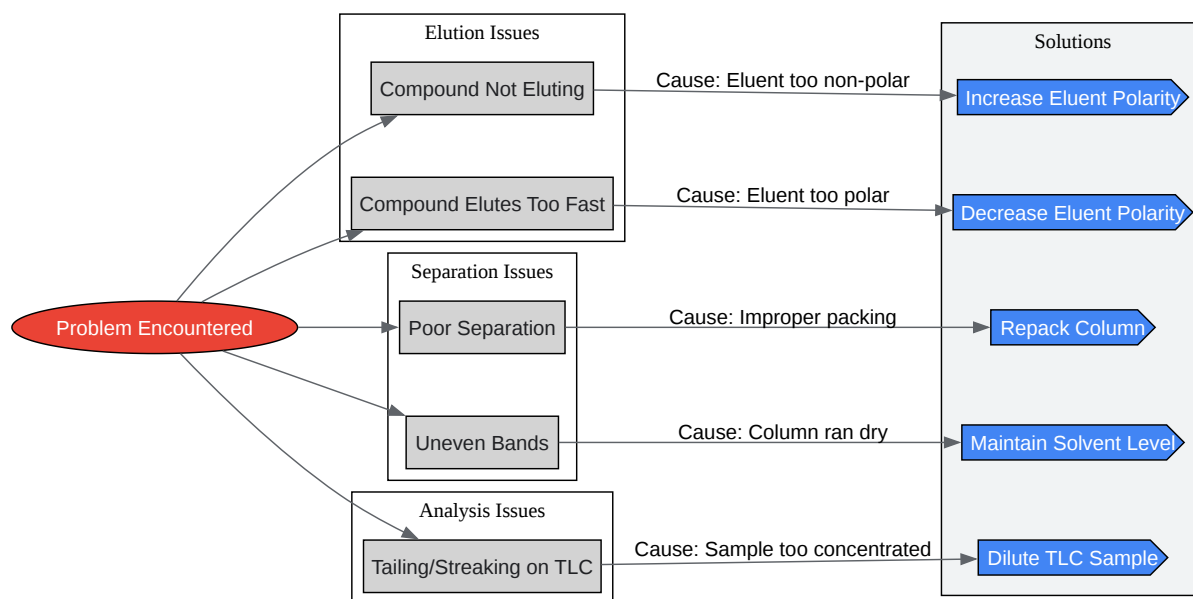 Elution Issues
Solutions
Compound Not Eluting
Cause: Eluent too non-polar
Increase Eluent Polarity
Compound Elutes Too Fast
Cause: Eluent too polar
Decrease Eluent Polarity
Separation Issues
Problem Encountered
Poor Separation
Cause: Improper packing
Repack Column
Uneven Bands
Cause: Column ran dry
Maintain Solvent Level
Analysis Issues
Tailing/Streaking on TLC
Cause: Sample too concentrated
Dilute TLC Sample